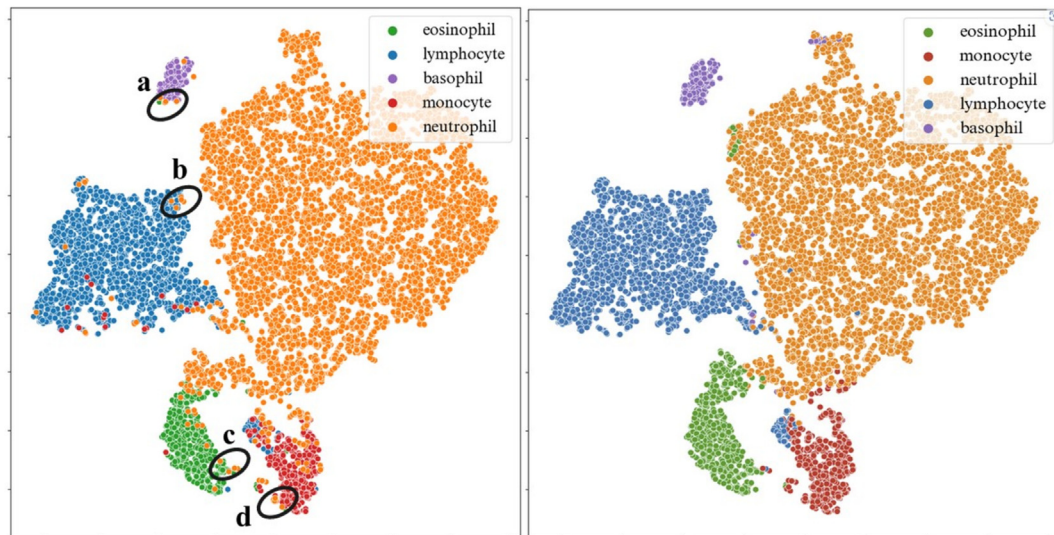 eosinophil
lymphocyte
basophil
monocyte
neutrophil
a
b
c
d
eosinophil
monocyte
neutrophil
lymphocyte
basophil